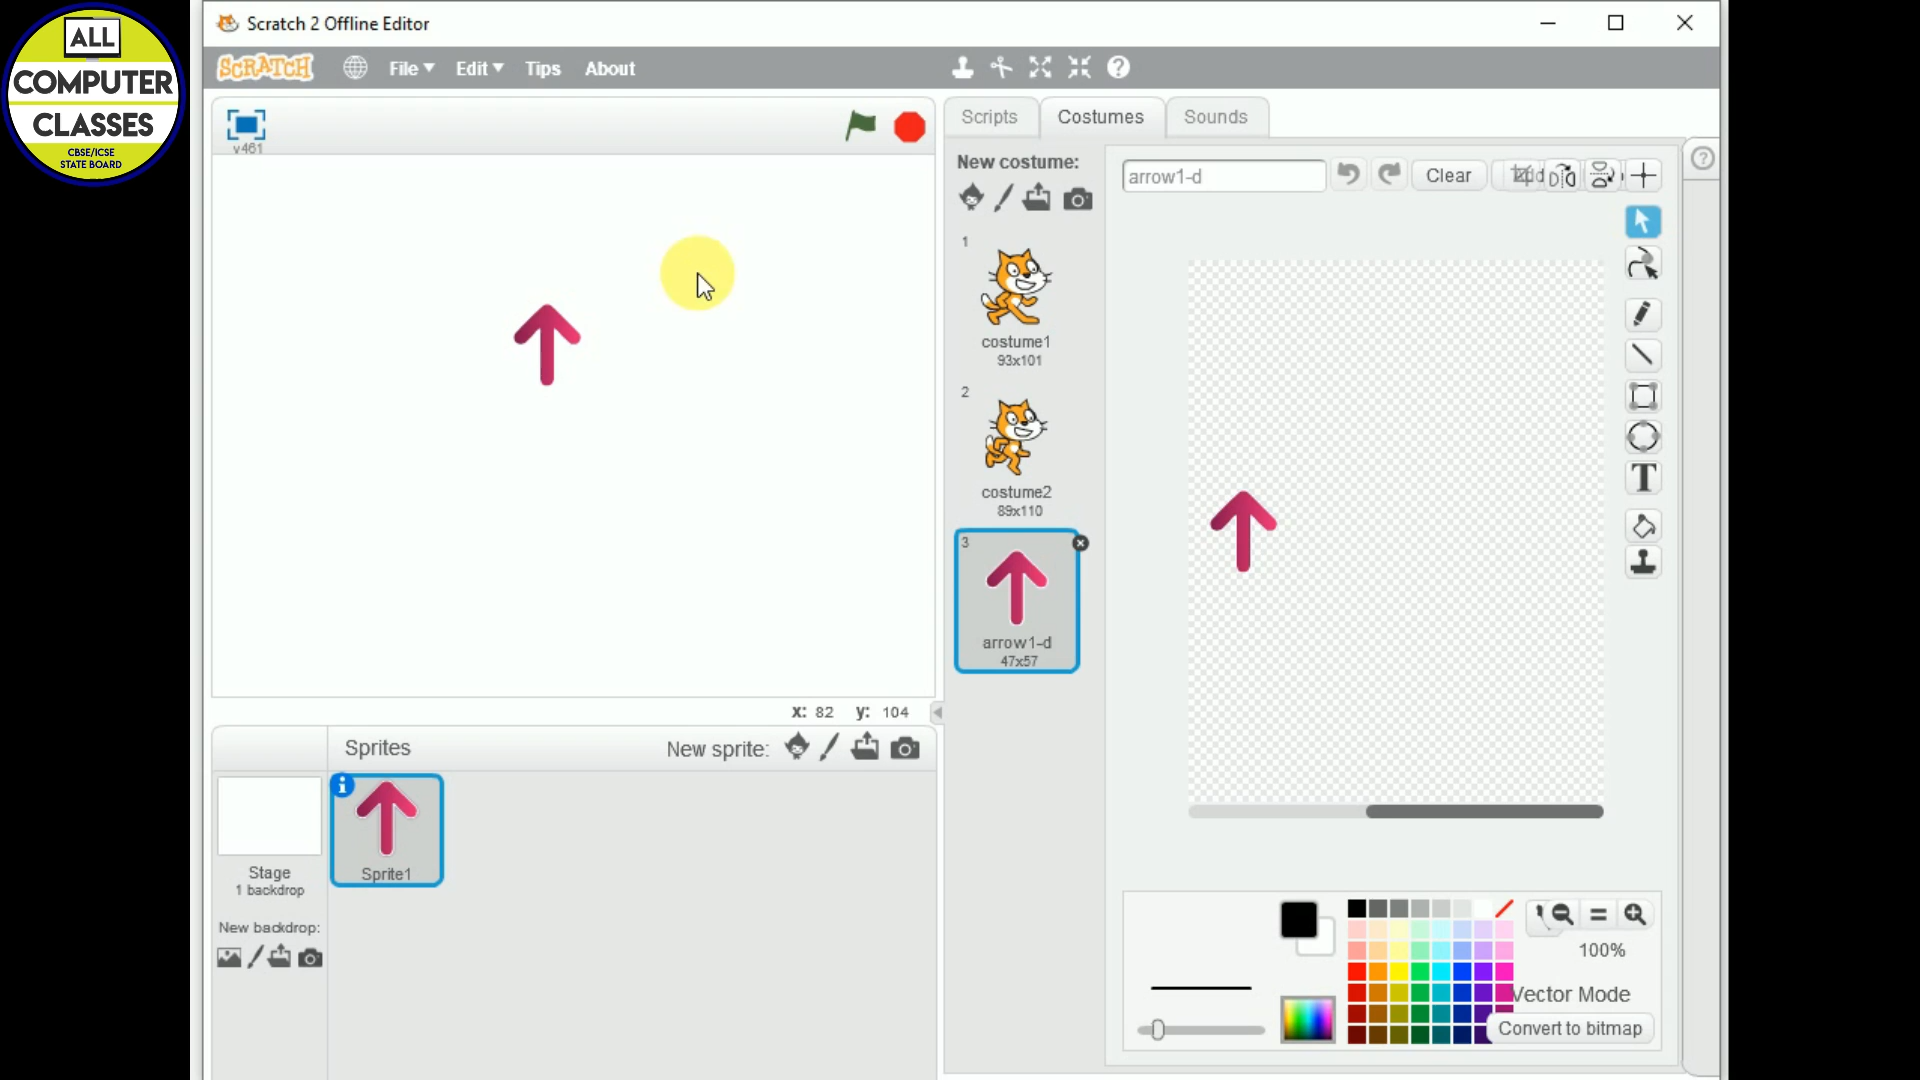 ALL
COMPUTER
CLASSES
CBSE/ICSE
STATE BOARD
Scratch 2 Offline Editor
SCRATCH File Edit Tips About
v461
Scripts Costumes Sounds
New costume:
arrow1-d Clear
1
costume1
93x101
2
costume2
89x110
3
arrow1-d
47x57
x: 82 y: 104
Sprites New sprite:
Stage
1 backdrop
Sprite1
New backdrop:
T
100%
Vector Mode
Convert to bitmap